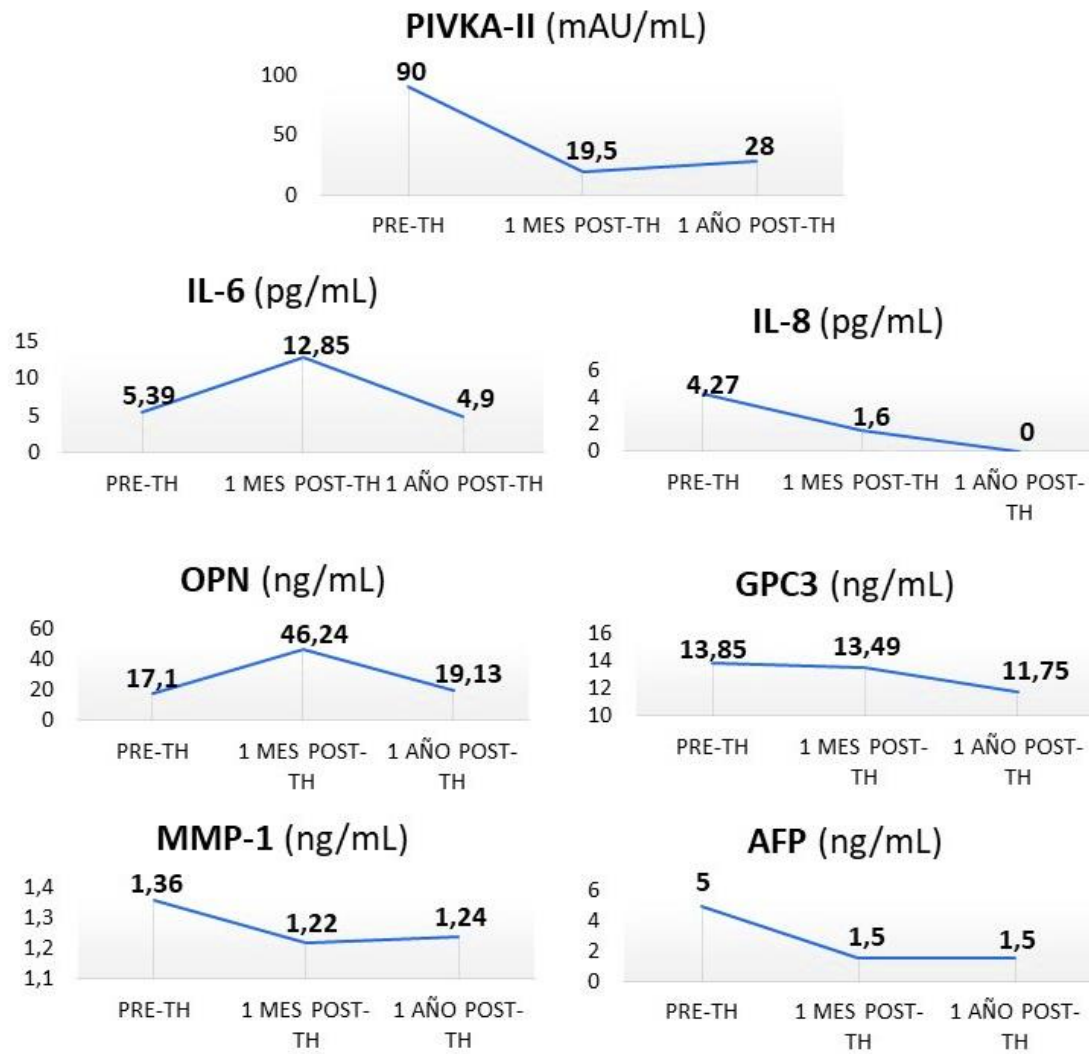 PIVKA-II (mAU/mL)
100
50
0
90
19,5
28
PRE-TH
1 MES POST-TH
1 AÑO POST-TH
IL-6 (pg/mL)
15
10
5
0
5,39
12,85
4,9
PRE-TH
1 MES POST-TH
1 AÑO POST-TH
IL-8 (pg/mL)
6
4
2
0
4,27
1,6
0
PRE-TH
1 MES POST-TH
1 AÑO POST-
TH
OPN (ng/mL)
60
40
20
0
17,1
46,24
19,13
PRE-TH
1 MES POST-
TH
1 AÑO POST-
TH
GPC3 (ng/mL)
16
14
12
10
13,85
13,49
11,75
PRE-TH
1 MES POST-
TH
1 AÑO POST-
TH
MMP-1 (ng/mL)
1,4
1,3
1,2
1,1
1,36
1,22
1,24
PRE-TH
1 MES POST-
TH
1 AÑO POST-
TH
AFP (ng/mL)
6
4
2
0
5
1,5
1,5
PRE-TH
1 MES POST-
TH
1 AÑO POST-
TH